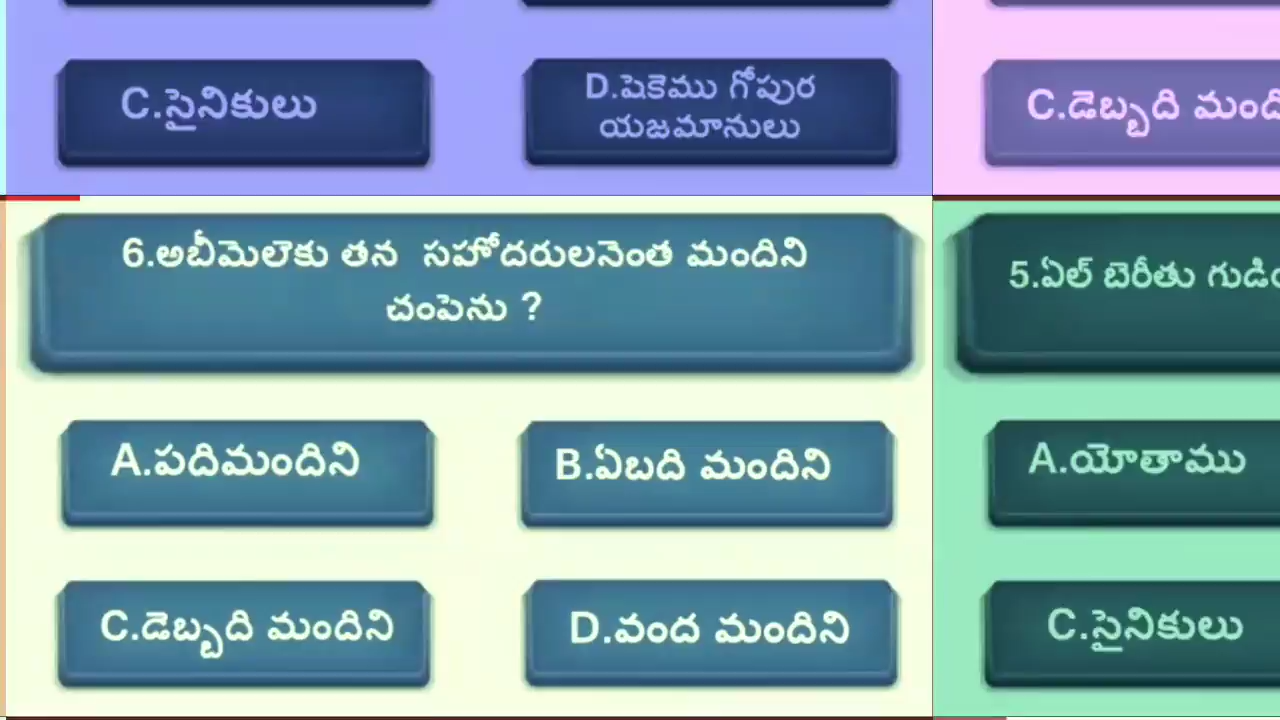 C.సైనికులు
D.షెకెము గోపుర
యజమానులు
C.డెబ్బది
6.అబీమెలెకు తన సహోదరులనెంత మందిని
చంపెను ?
A.పదిమందిని
B.ఏబది మందిని
C.డెబ్బది మందిని
D.వంద మందిని
5.ఏల్ బెరీతు
A.యోతాము
C.సైనికులు